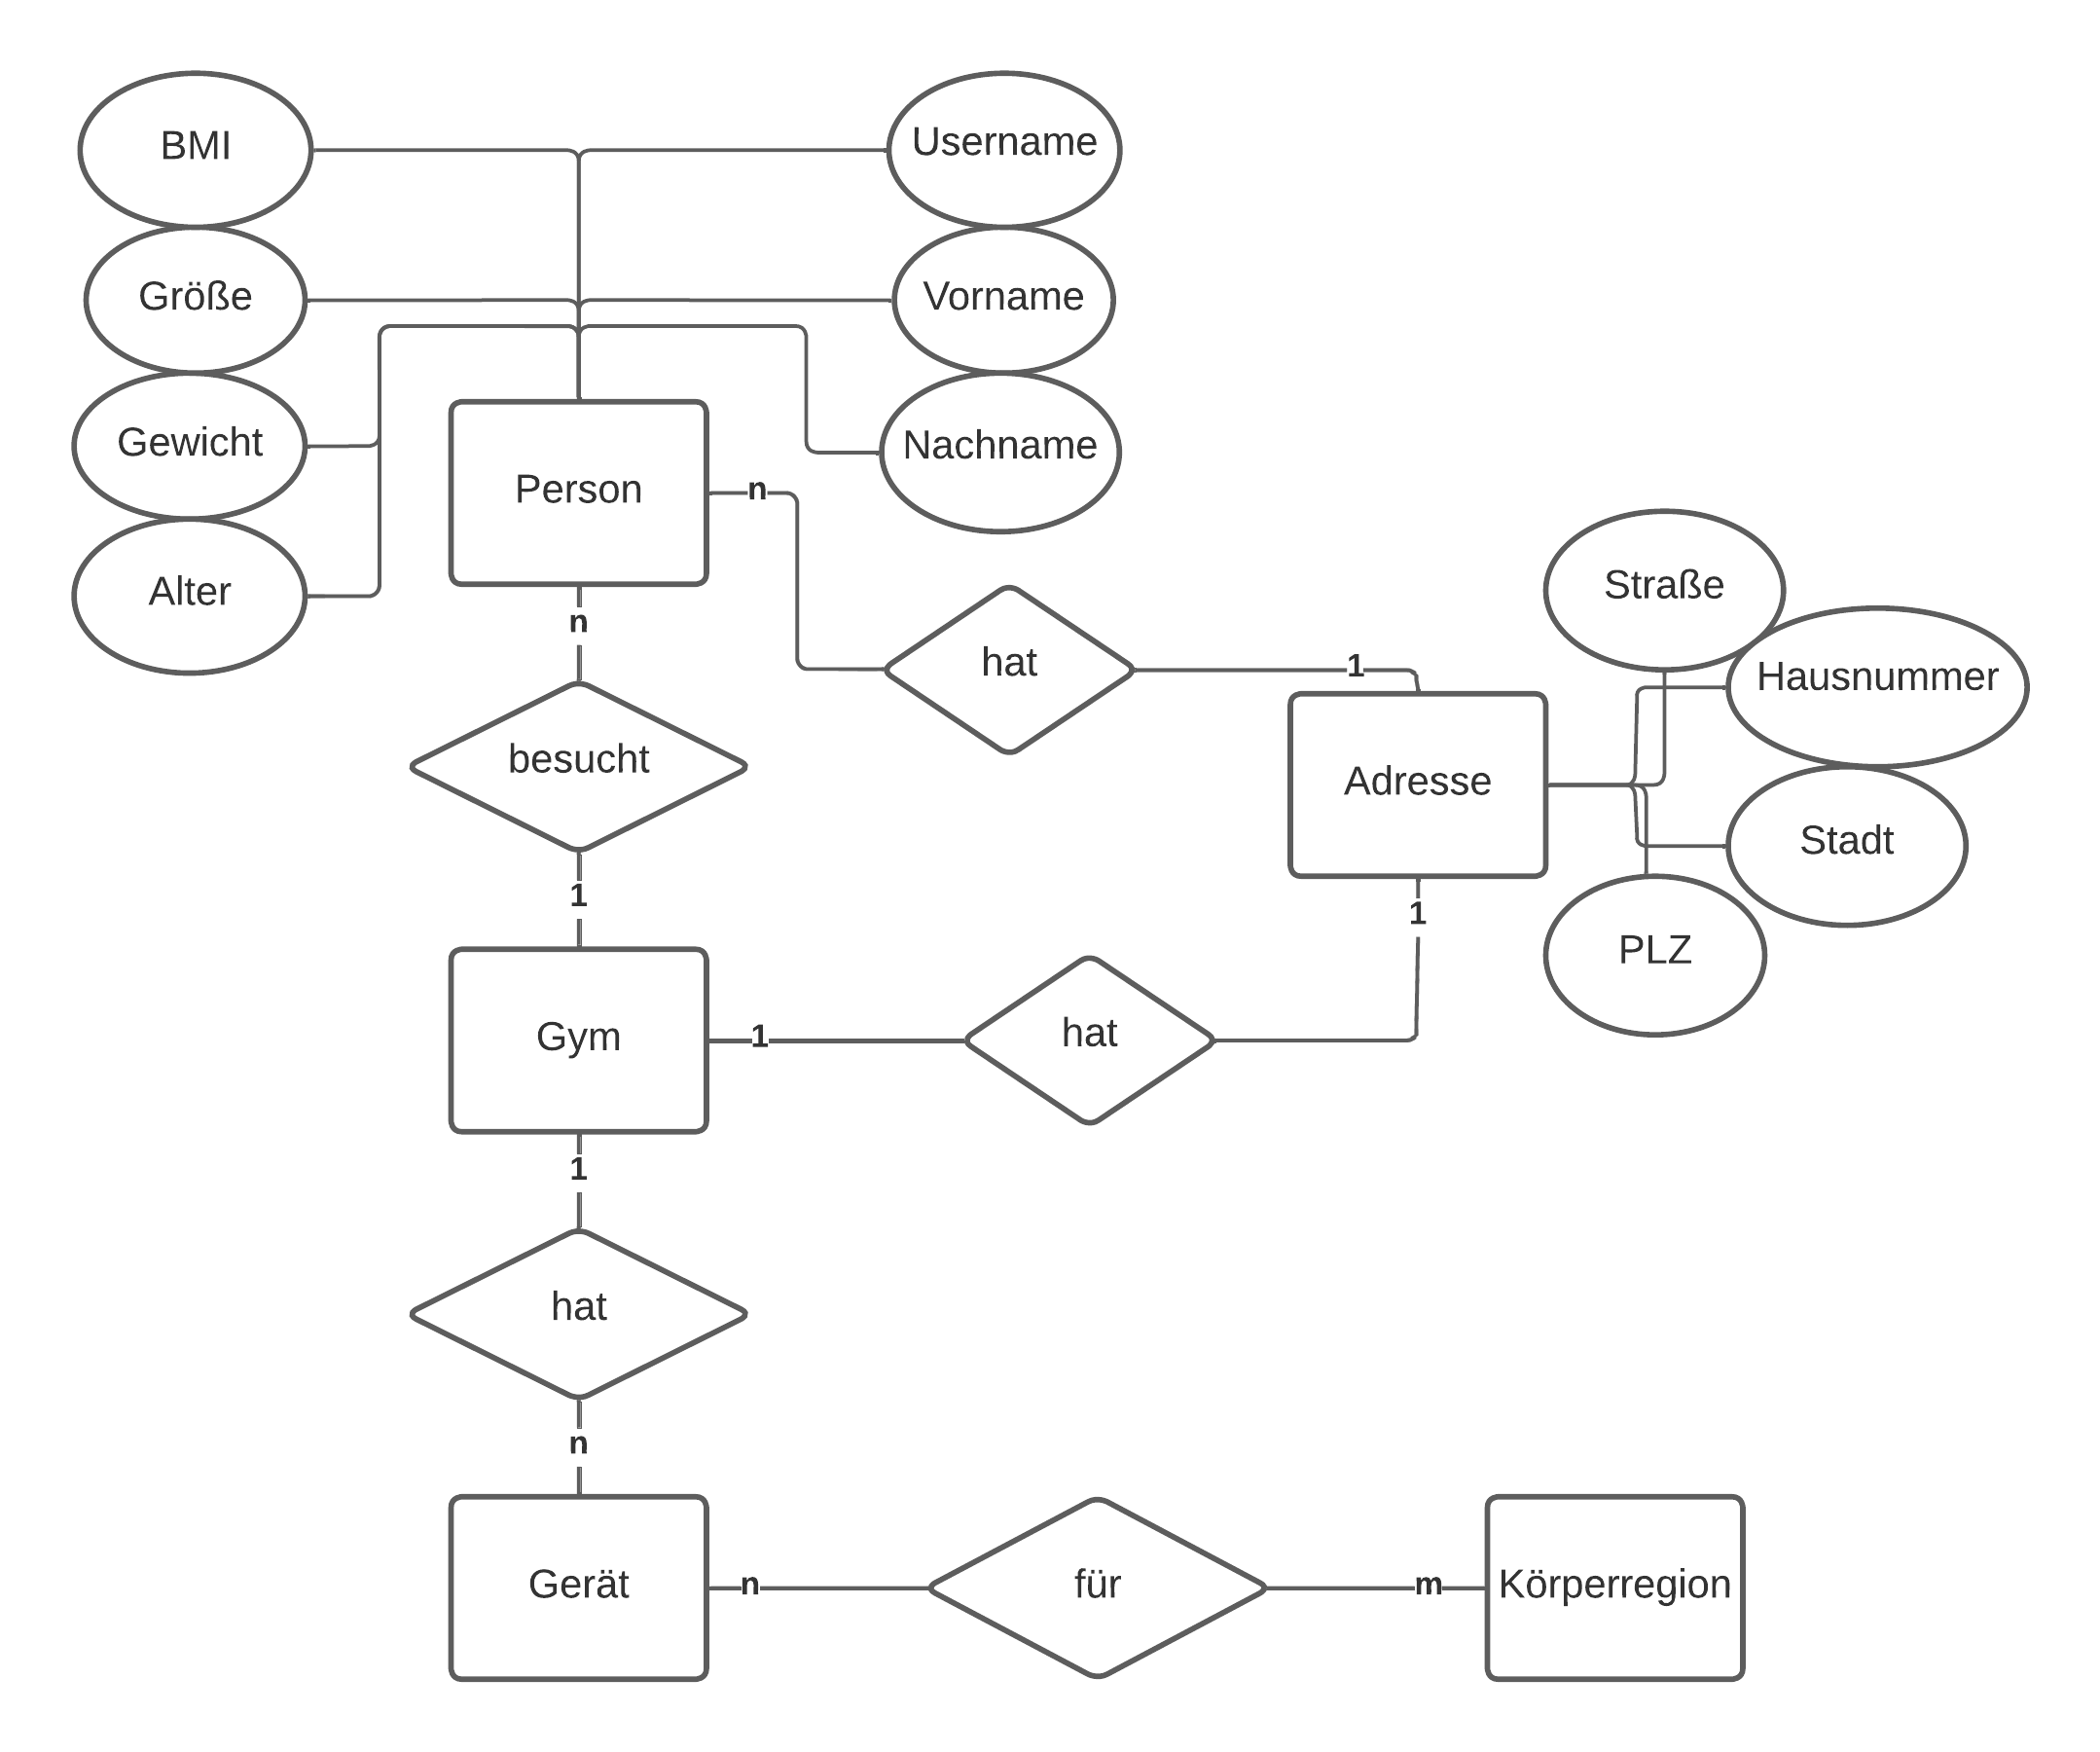 BMI
Username
Größe
Vorname
Gewicht
Nachname
Person
n
Alter
Straße
n
hat
1
Hausnummer
besucht
Adresse
Stadt
1
1
PLZ
Gym
1
hat
1
hat
n
Gerät
n
für
m
Körperregion